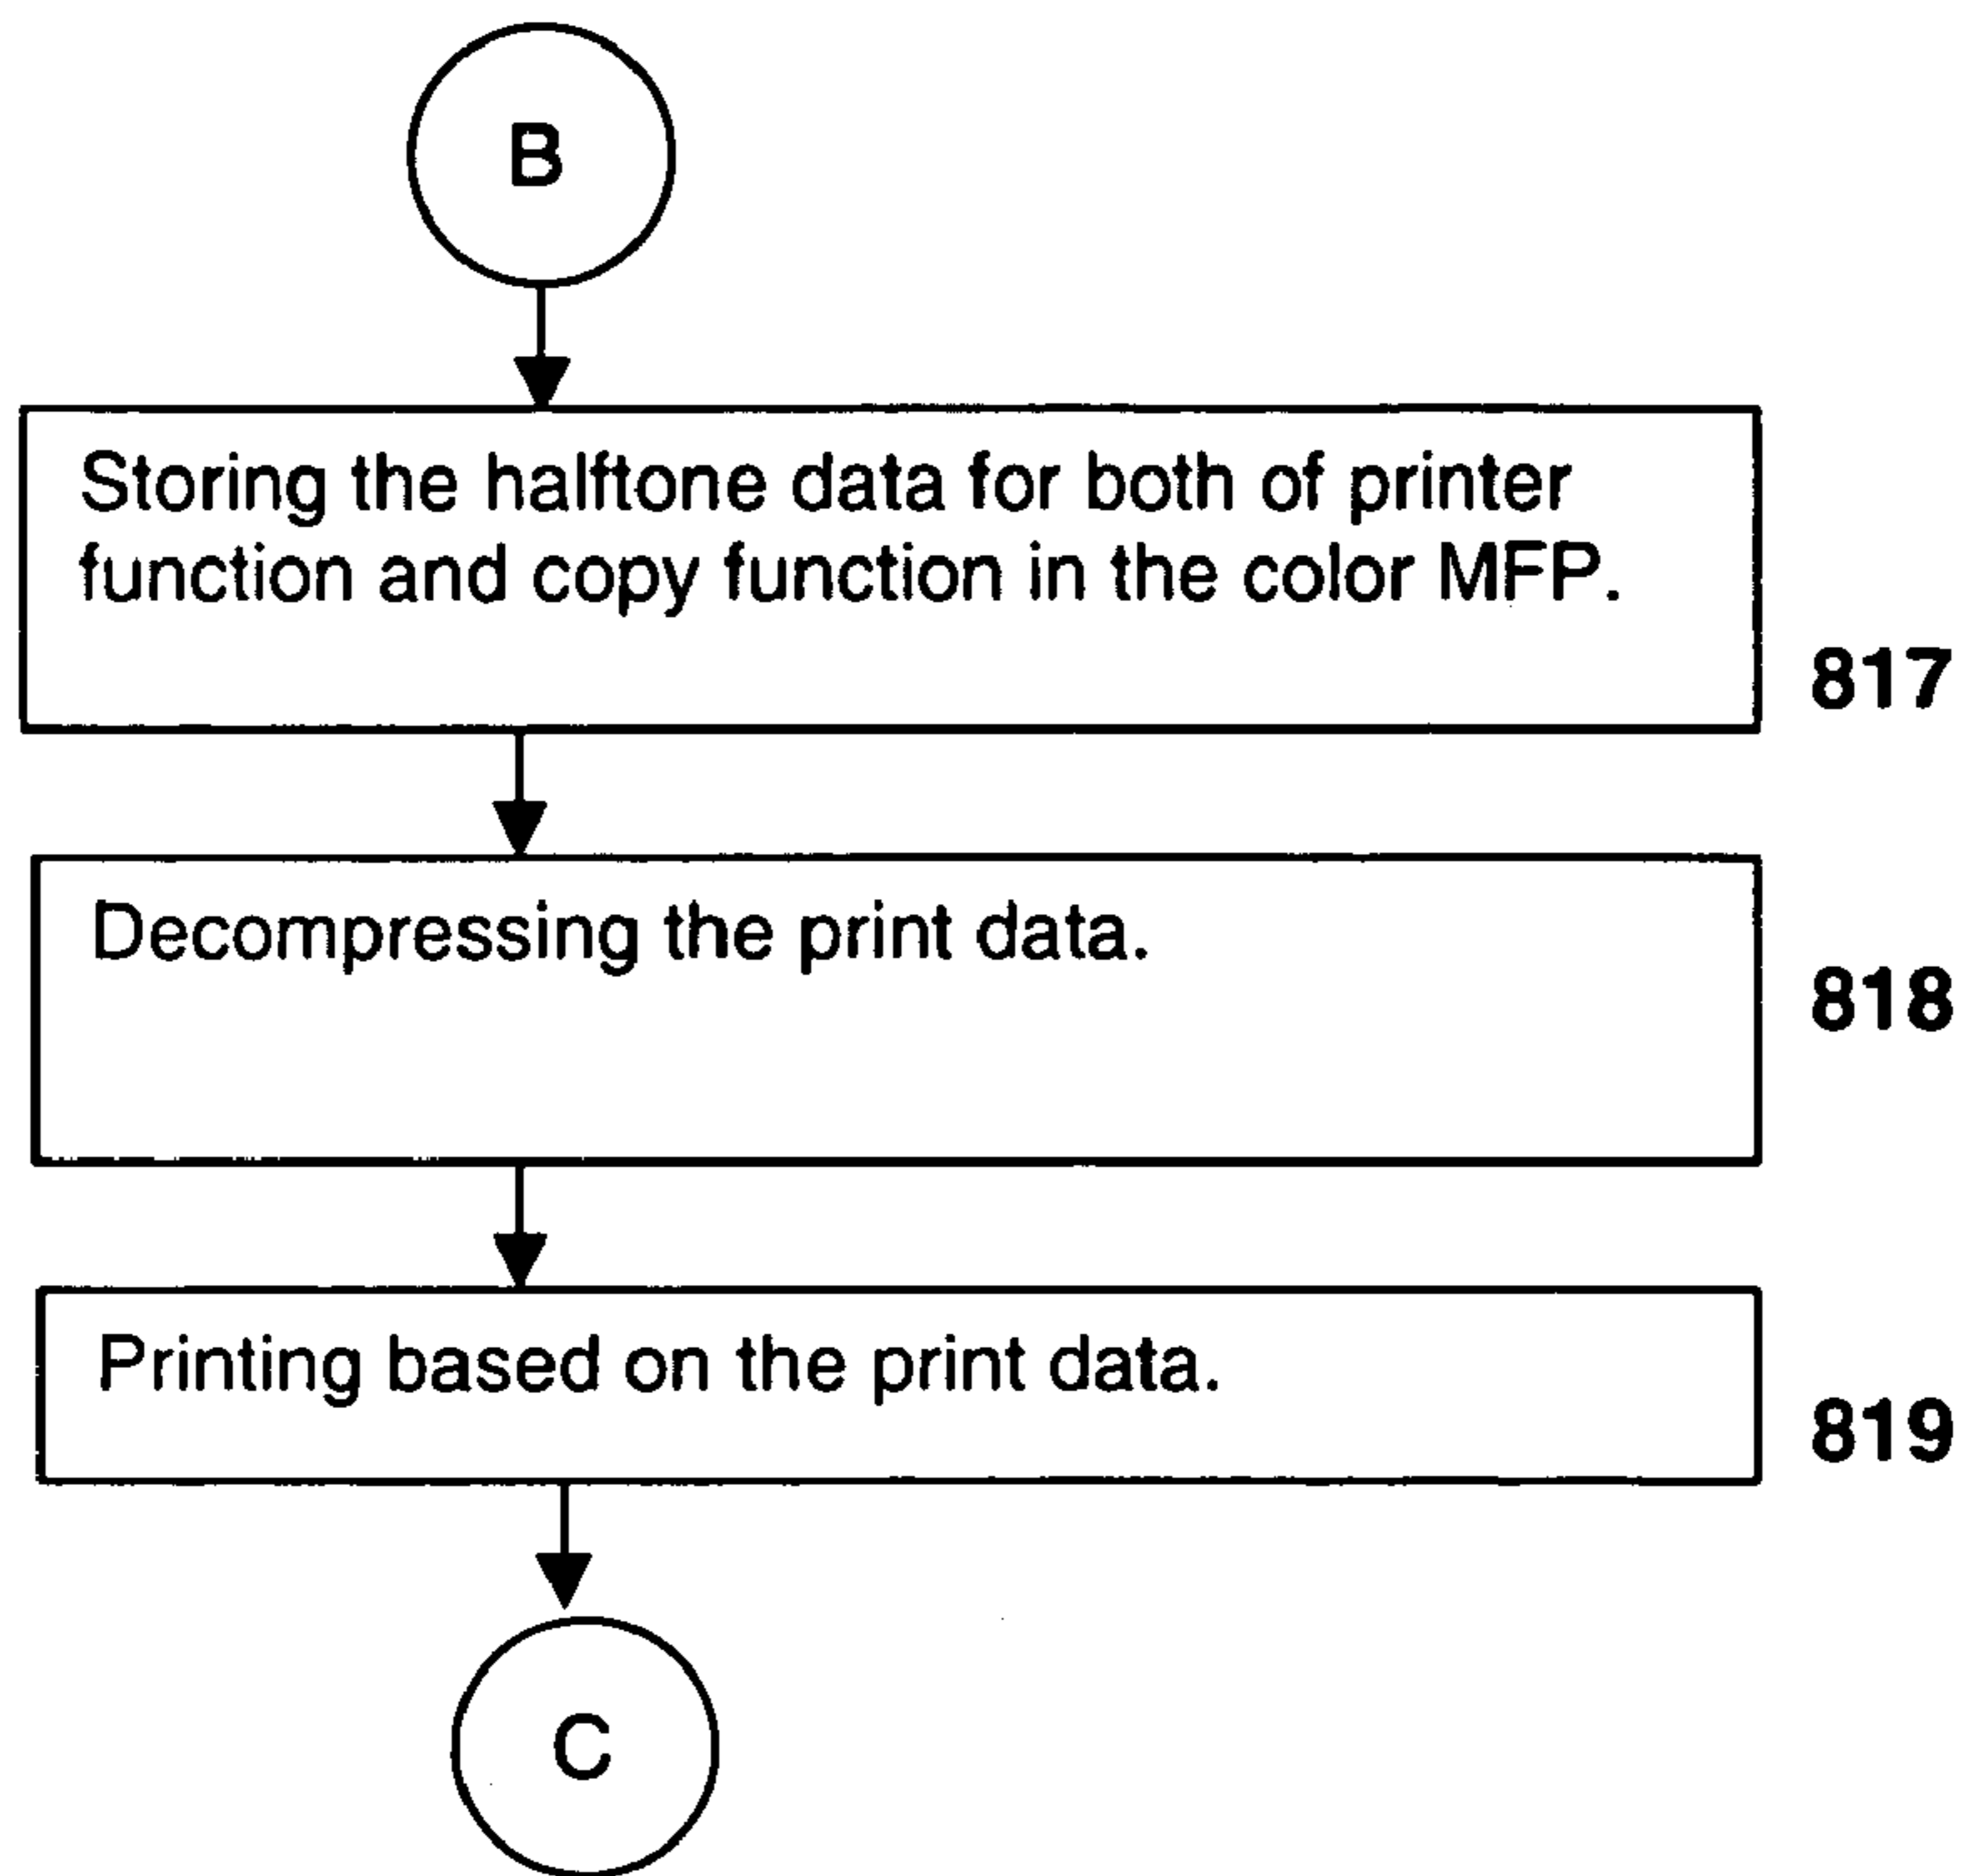 B
Storing the halftone data for both of printer
function and copy function in the color MFP.
817
Decompressing the print data.
818
Printing based on the print data.
819
C